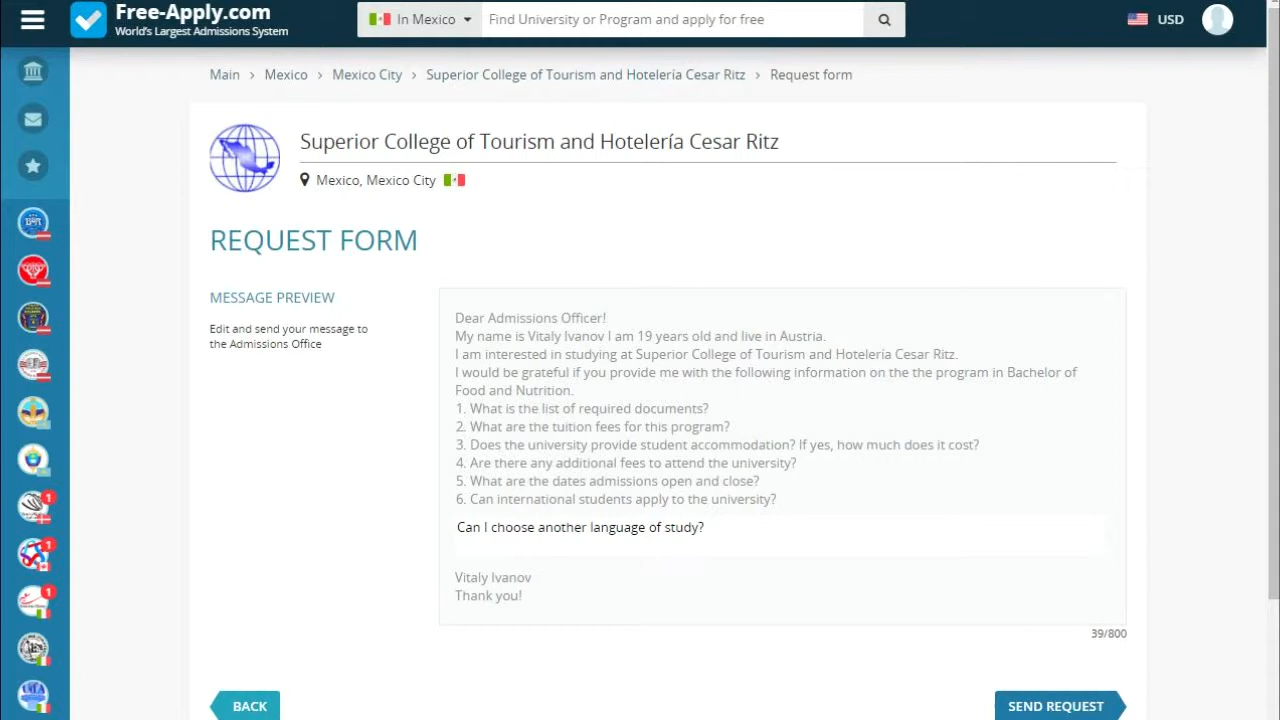 Free-Apply.com
World's Largest Admissions System
In Mexico
Find University or Program and apply for free
USD
Main > Mexico > Mexico City > Superior College of Tourism and Hotelería Cesar Ritz > Request form
Superior College of Tourism and Hotelería Cesar Ritz
Mexico, Mexico City
REQUEST FORM
MESSAGE PREVIEW
Edit and send your message to
the Admissions Office
Dear Admissions Officer!
My name is Vitaly Ivanov I am 19 years old and live in Austria.
I am interested in studying at Superior College of Tourism and Hotelería Cesar Ritz.
I would be grateful if you provide me with the following information on the the program in Bachelor of
Food and Nutrition.
1. What is the list of required documents?
2. What are the tuition fees for this program?
3. Does the university provide student accommodation? If yes, how much does it cost?
4. Are there any additional fees to attend the university?
5. What are the dates admissions open and close?
6. Can international students apply to the university?
Can I choose another language of study?
Vitaly Ivanov
Thank you!
39/800
1
1
1
BACK
SEND REQUEST